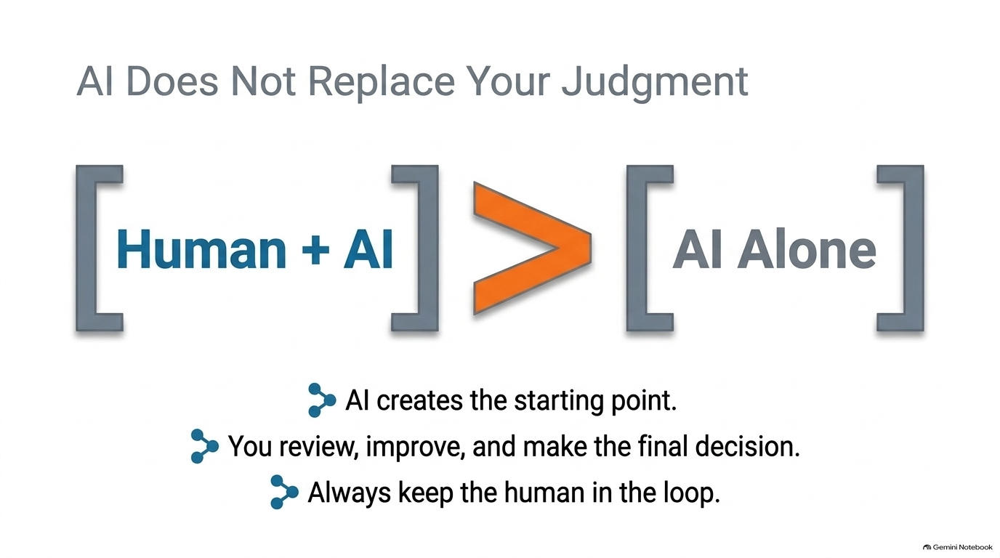 AI Does Not Replace Your Judgment
[Human + AI] > [AI Alone]
AI creates the starting point.
You review, improve, and make the final decision.
Always keep the human in the loop.
Gemini Notebook